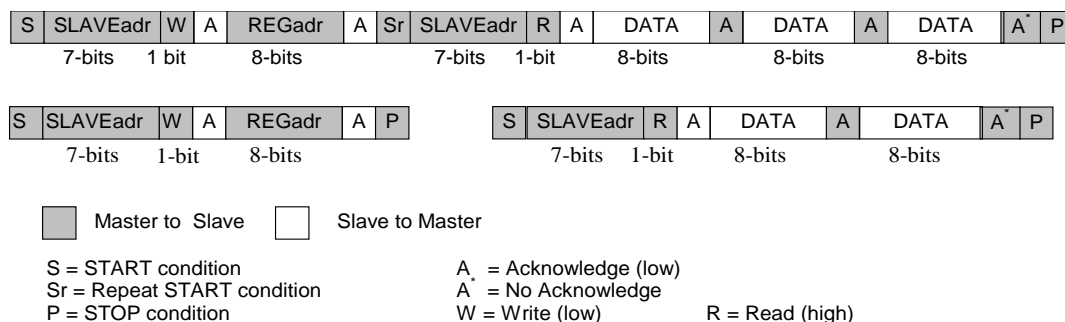 S SLAVEadr W A REGadr A Sr SLAVEadr R A DATA A DATA A DATA A* P
7-bits 1 bit 8-bits 7-bits 1-bit 8-bits 8-bits 8-bits
S SLAVEadr W A REGadr A P S SLAVEadr R A DATA A DATA A* P
7-bits 1-bit 8-bits 7-bits 1-bit 8-bits 8-bits
Master to Slave Slave to Master
S = START condition A = Acknowledge (low)
Sr = Repeat START condition A* = No Acknowledge
P = STOP condition W = Write (low) R = Read (high)